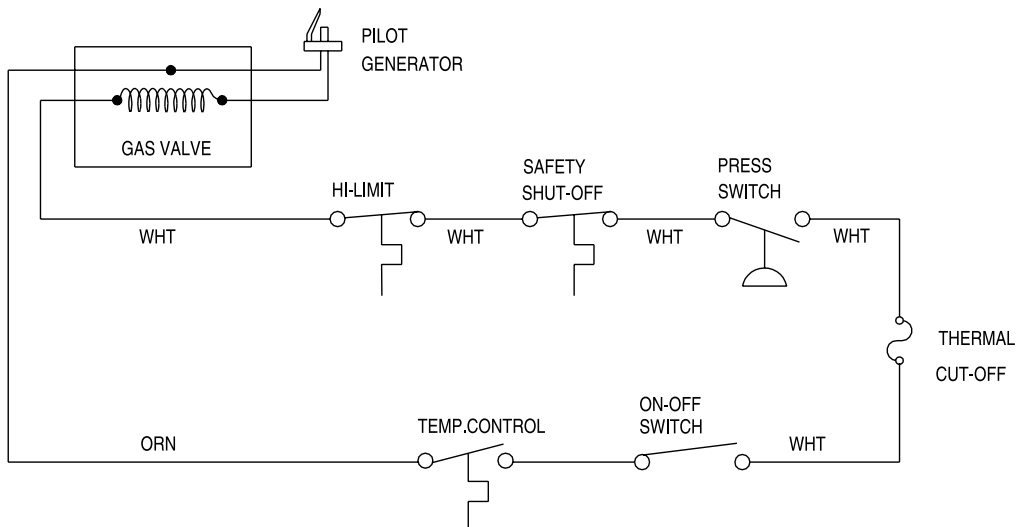 PILOT
GENERATOR
GAS VALVE
HI-LIMIT
SAFETY
SHUT-OFF
PRESS
SWITCH
WHT
WHT
WHT
WHT
THERMAL
CUT-OFF
ON-OFF
SWITCH
TEMP.CONTROL
ORN
WHT